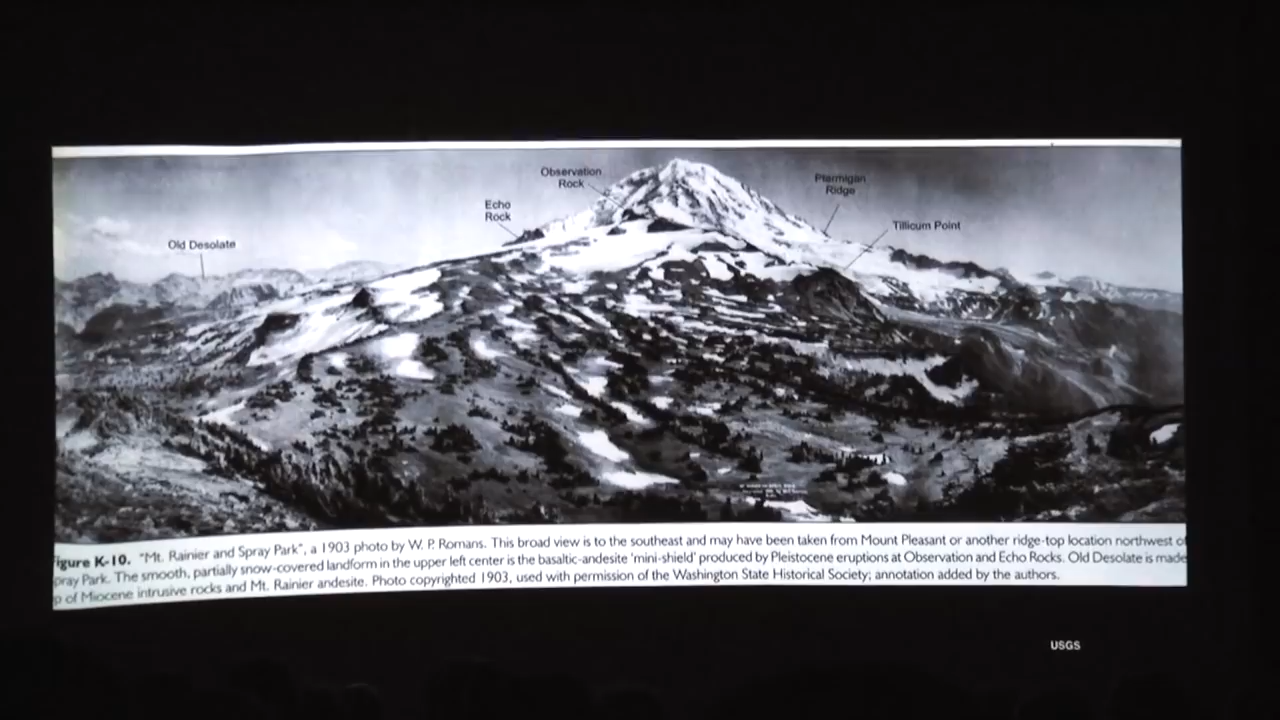 Observation
Rock
Ptarmigan
Ridge
Echo
Rock
Tillicum Point
Old Desolate
igure K-10. "Mt. Rainier and Spray Park", a 1903 photo by W. P. Romans. This broad view is to the southeast and may have been taken from Mount Pleasant or another ridge-top location northwest of
pray Park. The smooth, partially snow-covered landform in the upper left center is the basaltic-andesite 'mini-shield' produced by Pleistocene eruptions at Observation and Echo Rocks. Old Desolate is made
p of Miocene intrusive rocks and Mt. Rainier andesite. Photo copyrighted 1903, used with permission of the Washington State Historical Society; annotation added by the authors.
USGS